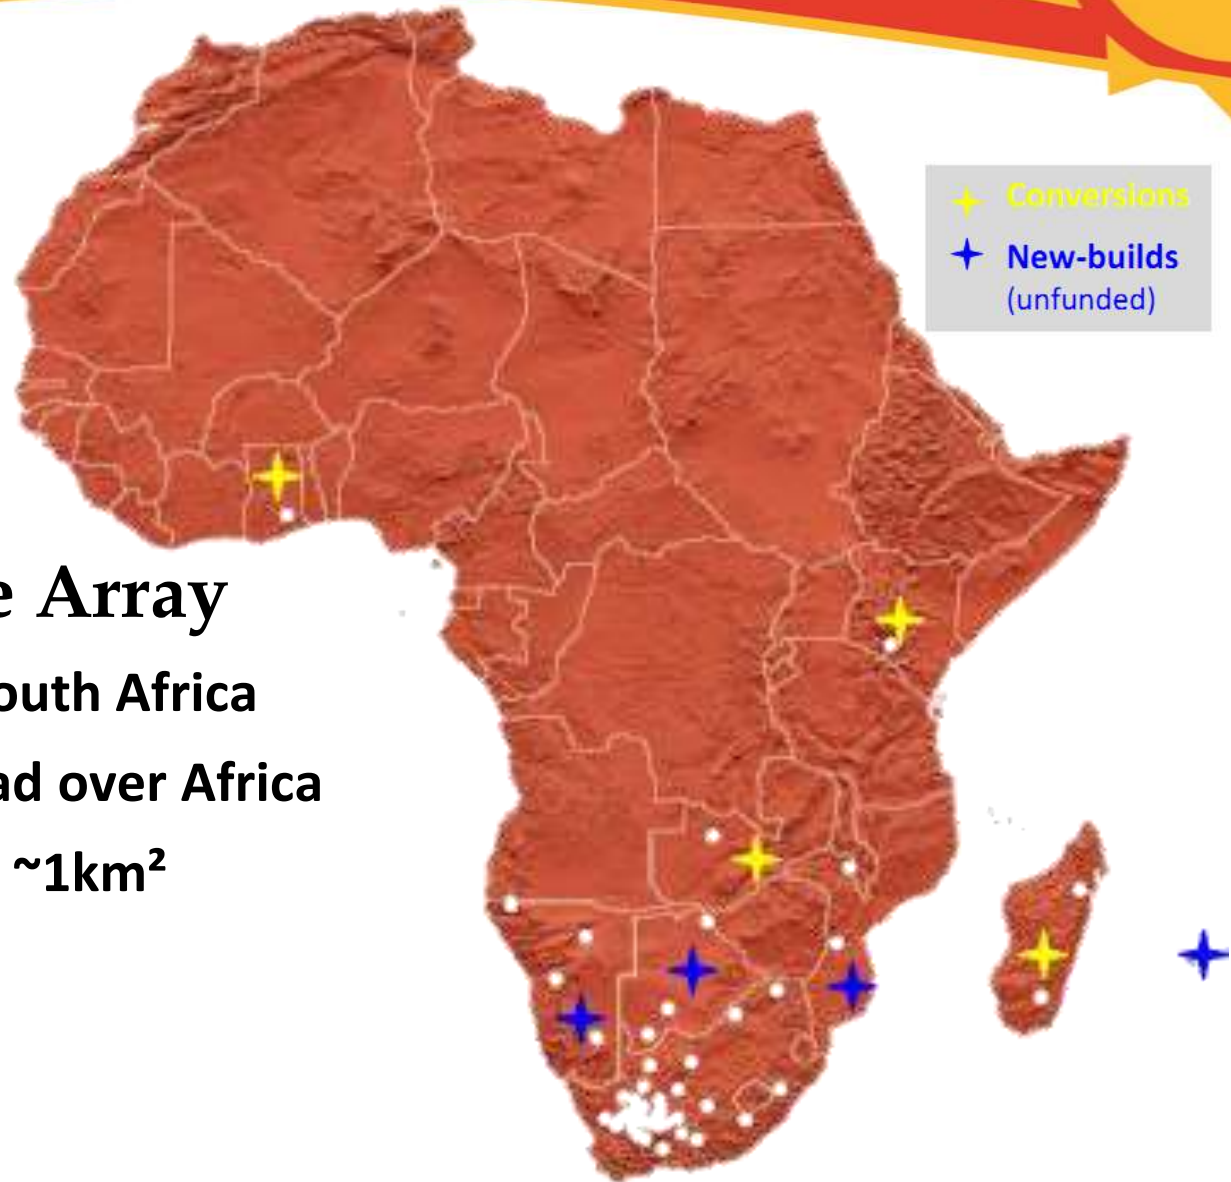 Conversions
New-builds
(unfunded)
e Array
outh Africa
ad over Africa
~1km²